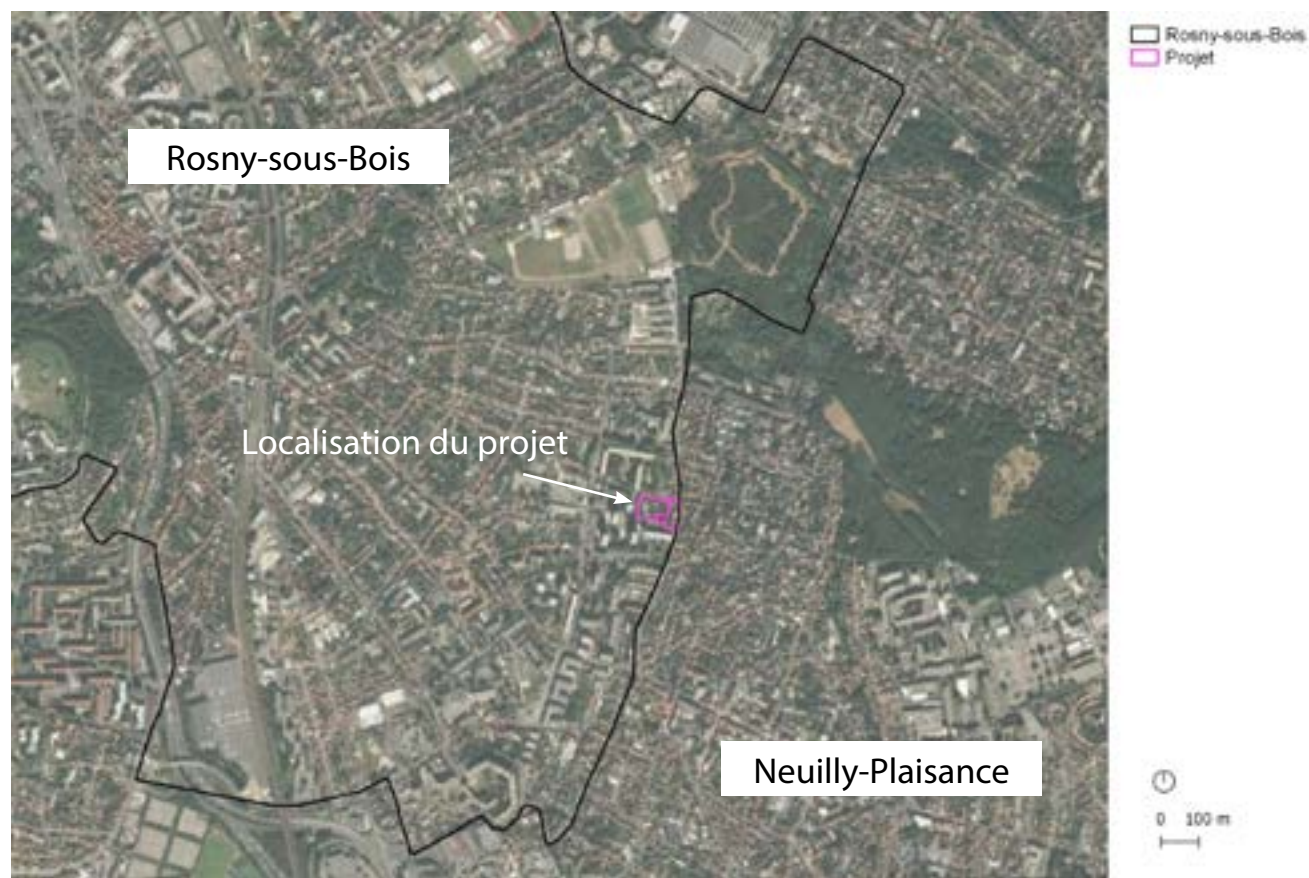 Rosny-sous-Bois
Projet
Rosny-sous-Bois
Localisation du projet
Neuilly-Plaisance
0 100 m